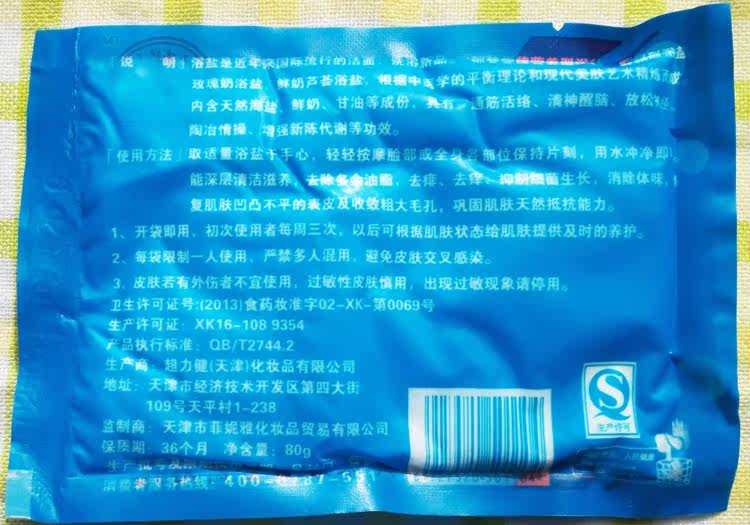 「说 明」浴盐是近年来国际流行的洁面、洗浴新品。
玫瑰奶浴盐、鲜奶芦荟浴盐，根据中医学的平衡理论和现代美肤艺术精炼而成
内含天然海盐、鲜奶、甘油等成份，具有：通筋活络、清神醒脑、放松
陶冶情操、增强新陈代谢等功效。
「使用方法」取适量浴盐于手心，轻轻按摩脸部或全身各部位保持片刻，用水冲净即
能深层清洁滋养，去除多余油脂，去痱、去痒、抑制细菌生长，消除体味，
复肌肤凹凸不平的表皮及收敛粗大毛孔，巩固肌肤天然抵抗能力。
1、开袋即用，初次使用者每周三次，以后可根据肌肤状态给肌肤提供及时的养护。
2、每袋限制一人使用，严禁多人混用，避免皮肤交叉感染。
3、皮肤若有外伤者不宜使用，过敏性皮肤慎用，出现过敏现象请停用。
卫生许可证号:(2013)食药妆准字02-XK-第0069号
生产许可证：XK16-108 9354
产品执行标准：QB/T2744.2
生产商：超力健(天津)化妆品有限公司
地址：天津市经济技术开发区第四大街
109号天平村1-238
监制商：天津市菲妮雅化妆品贸易有限公司
保质期：36个月 净含量：80g
生产批号及限
消费者服务热线：400-0287-5
生产许可